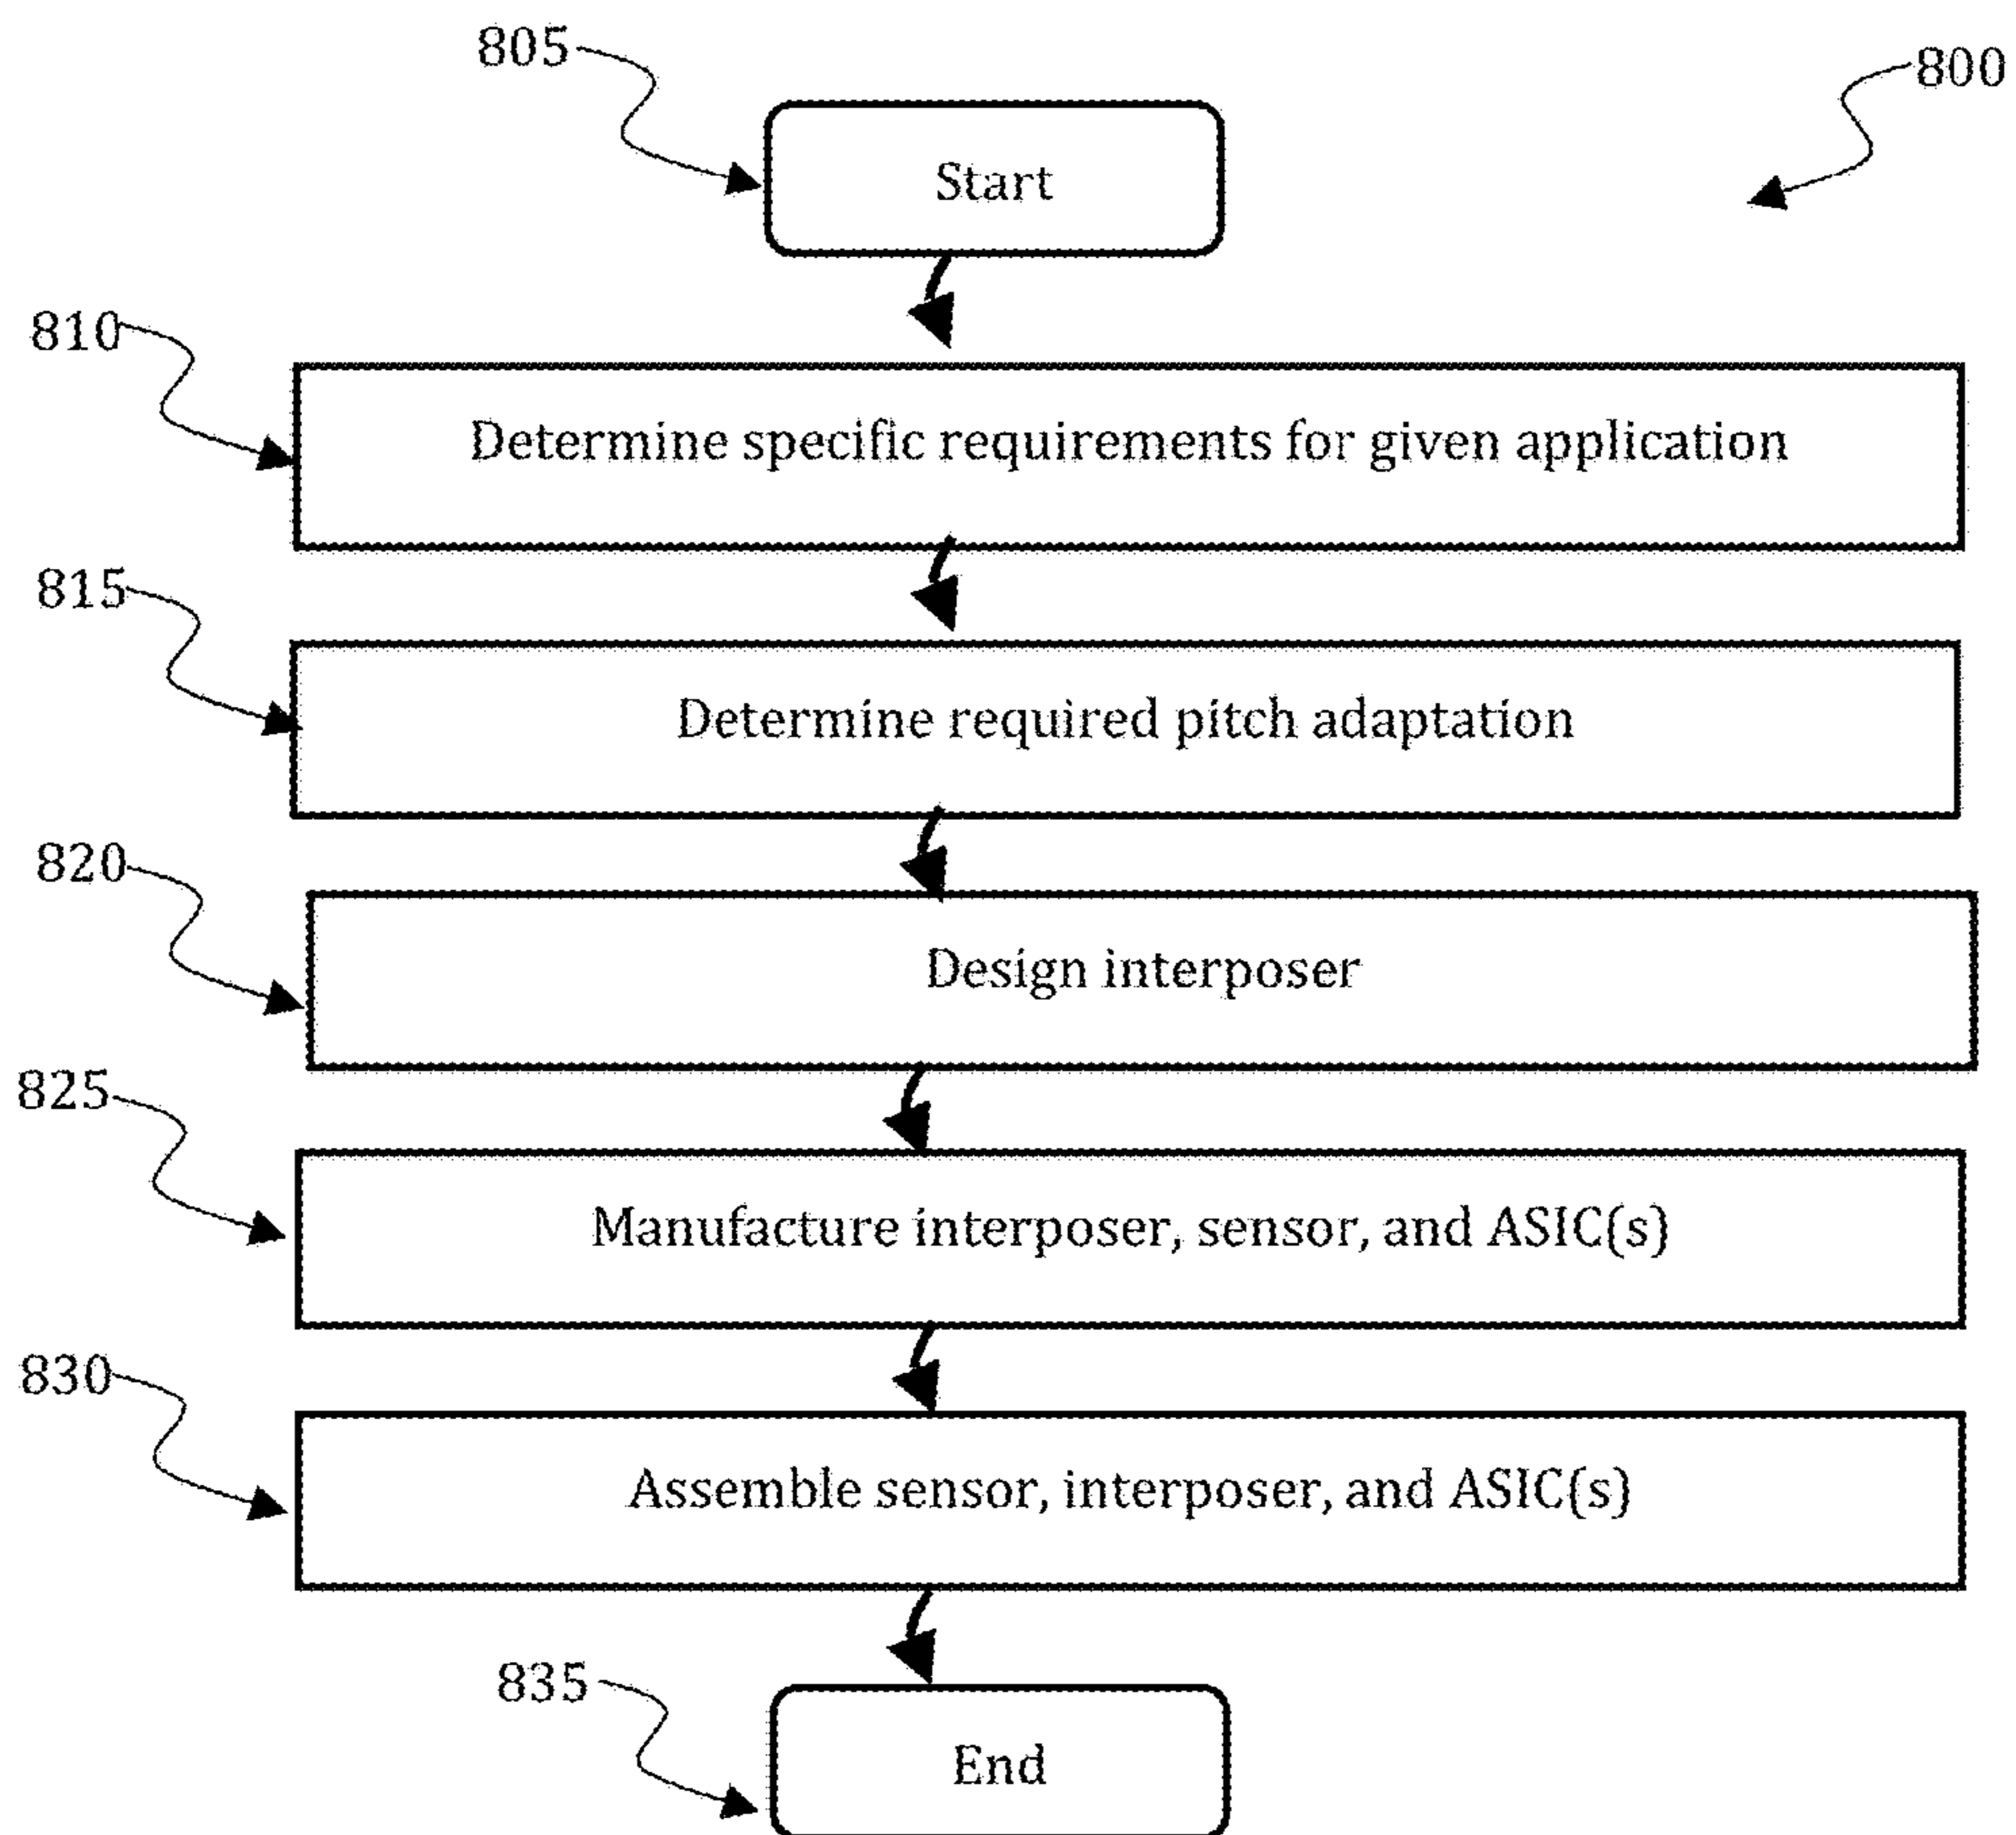 805
800
Start
810
Determine specific requirements for given application
815
Determine required pitch adaptation
820
Design interposer
825
Manufacture interposer, sensor, and ASIC(s)
830
Assemble sensor, interposer, and ASIC(s)
835
End